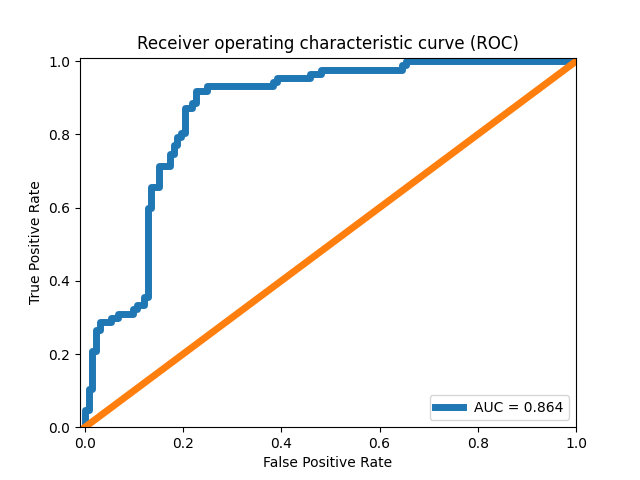 Receiver operating characteristic curve (ROC)
1.0
0.8
0.6
0.4
0.2
0.0
True Positive Rate
AUC = 0.864
0.0 0.2 0.4 0.6 0.8 1.0
False Positive Rate